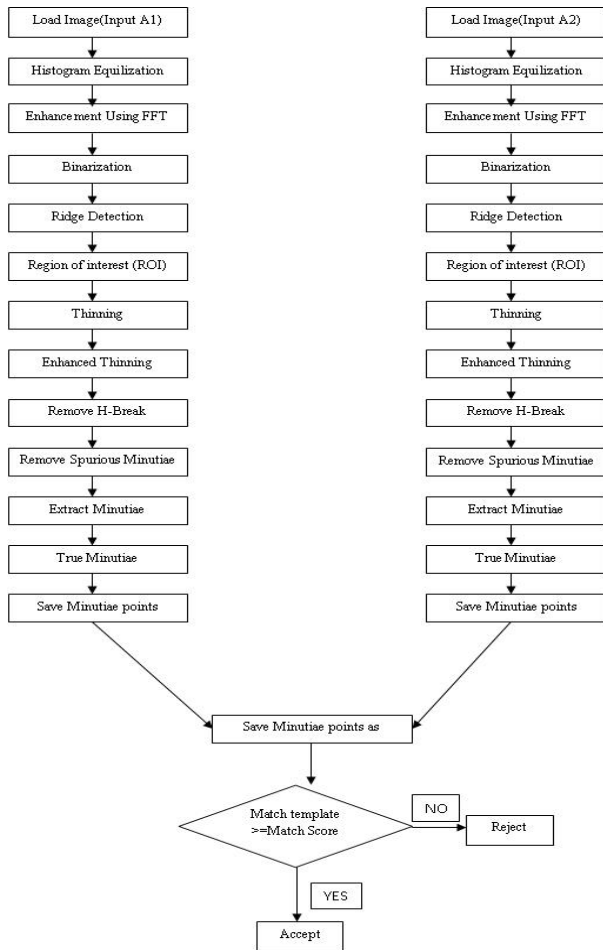 Load Image(Input A1)
Histogram Equilization
Enhancement Using FFT
Binarization
Ridge Detection
Region of interest (ROI)
Thinning
Enhanced Thinning
Remove H-Break
Remove Spurious Minutiae
Extract Minutiae
True Minutiae
Save Minutiae points
Load Image(Input A2)
Histogram Equilization
Enhancement Using FFT
Binarization
Ridge Detection
Region of interest (ROI)
Thinning
Enhanced Thinning
Remove H-Break
Remove Spurious Minutiae
Extract Minutiae
True Minutiae
Save Minutiae points
Save Minutiae points as
Match template
>=Match Score
NO
Reject
YES
Accept